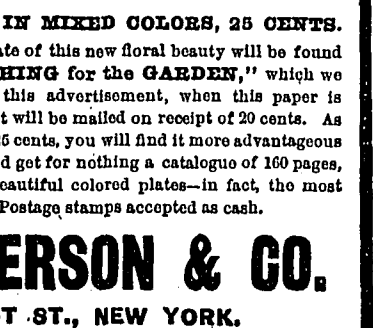 IN MIXED COLORS, 25 CENTS.
te of this new floral beauty will be found
HING for the GARDEN," which we
this advertisement, when this paper is
t will be mailed on receipt of 20 cents. As
5 cents, you will find it more advantageous
d get for nothing a catalogue of 160 pages,
eautiful colored plates—in fact, the most
Postage stamps accepted as cash.
ERSON & CO.
T ST., NEW YORK.